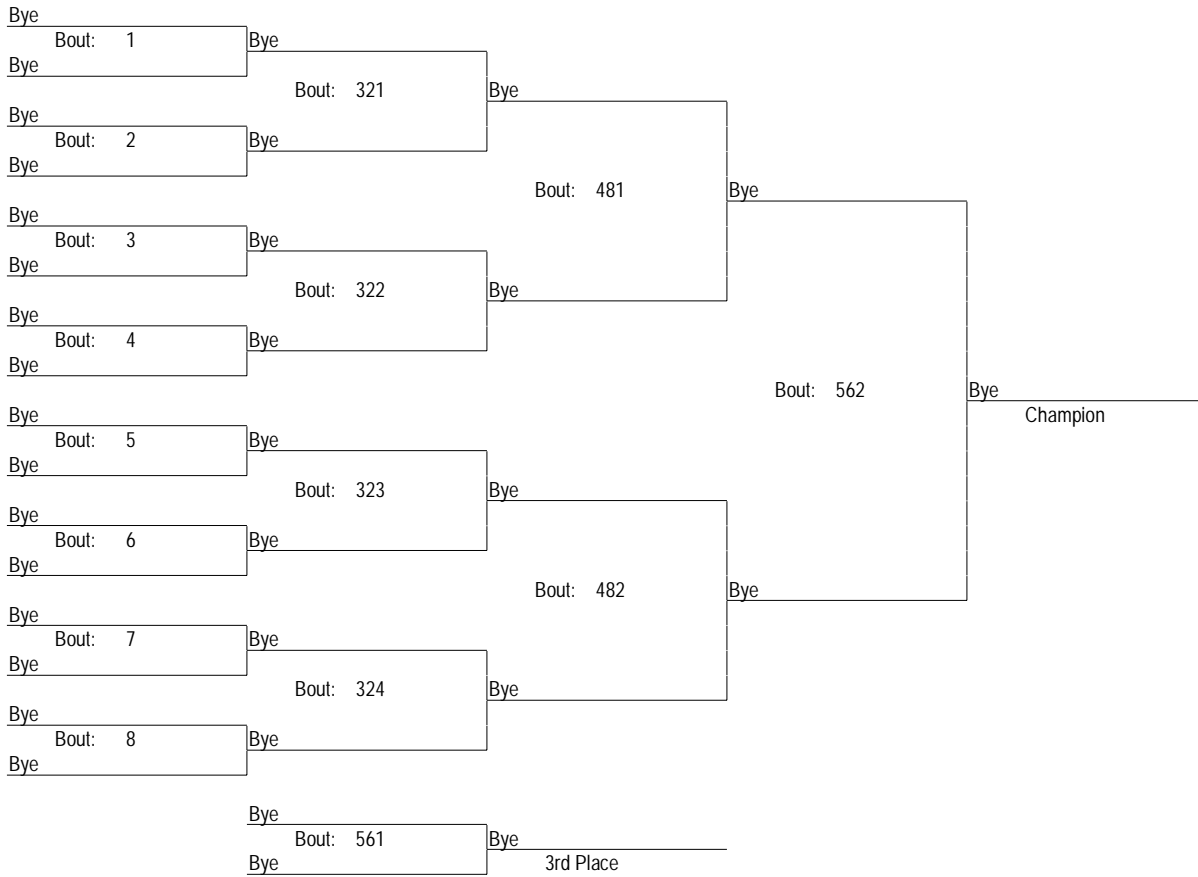 Bye
Bout: 1 Bye
Bye
Bout: 321 Bye
Bye
Bout: 2 Bye
Bye
Bout: 481 Bye
Bye
Bout: 3 Bye
Bye
Bout: 322 Bye
Bye
Bout: 4 Bye
Bye
Bout: 562 Bye
Champion
Bye
Bout: 5 Bye
Bye
Bout: 323 Bye
Bye
Bout: 6 Bye
Bye
Bout: 482 Bye
Bye
Bout: 7 Bye
Bye
Bout: 324 Bye
Bye
Bout: 8 Bye
Bye
Bye
Bout: 561 Bye
Bye 3rd Place